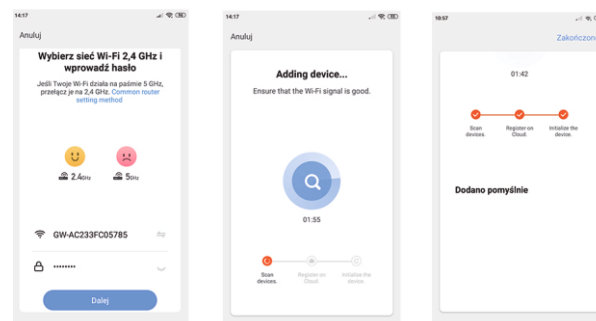 14:17
Anuluj
Wybierz sieć Wi-Fi 2,4 GHz i
wprowadź hasło
Jeśli Twoje Wi-Fi działa na paśmie 5 GHz,
przełącz je na 2,4 GHz. Common router
setting method
2.4GHz
5GHz
GW-AC233FC05785
Dalej
14:17
Anuluj
Adding device...
Ensure that the Wi-Fi signal is good.
01:55
Scan
devices.
Register on
Cloud.
Initialize the
device.
10:57
Zakończono
01:42
Scan
devices.
Register on
Cloud.
Initialize the
device.
Dodano pomyślnie